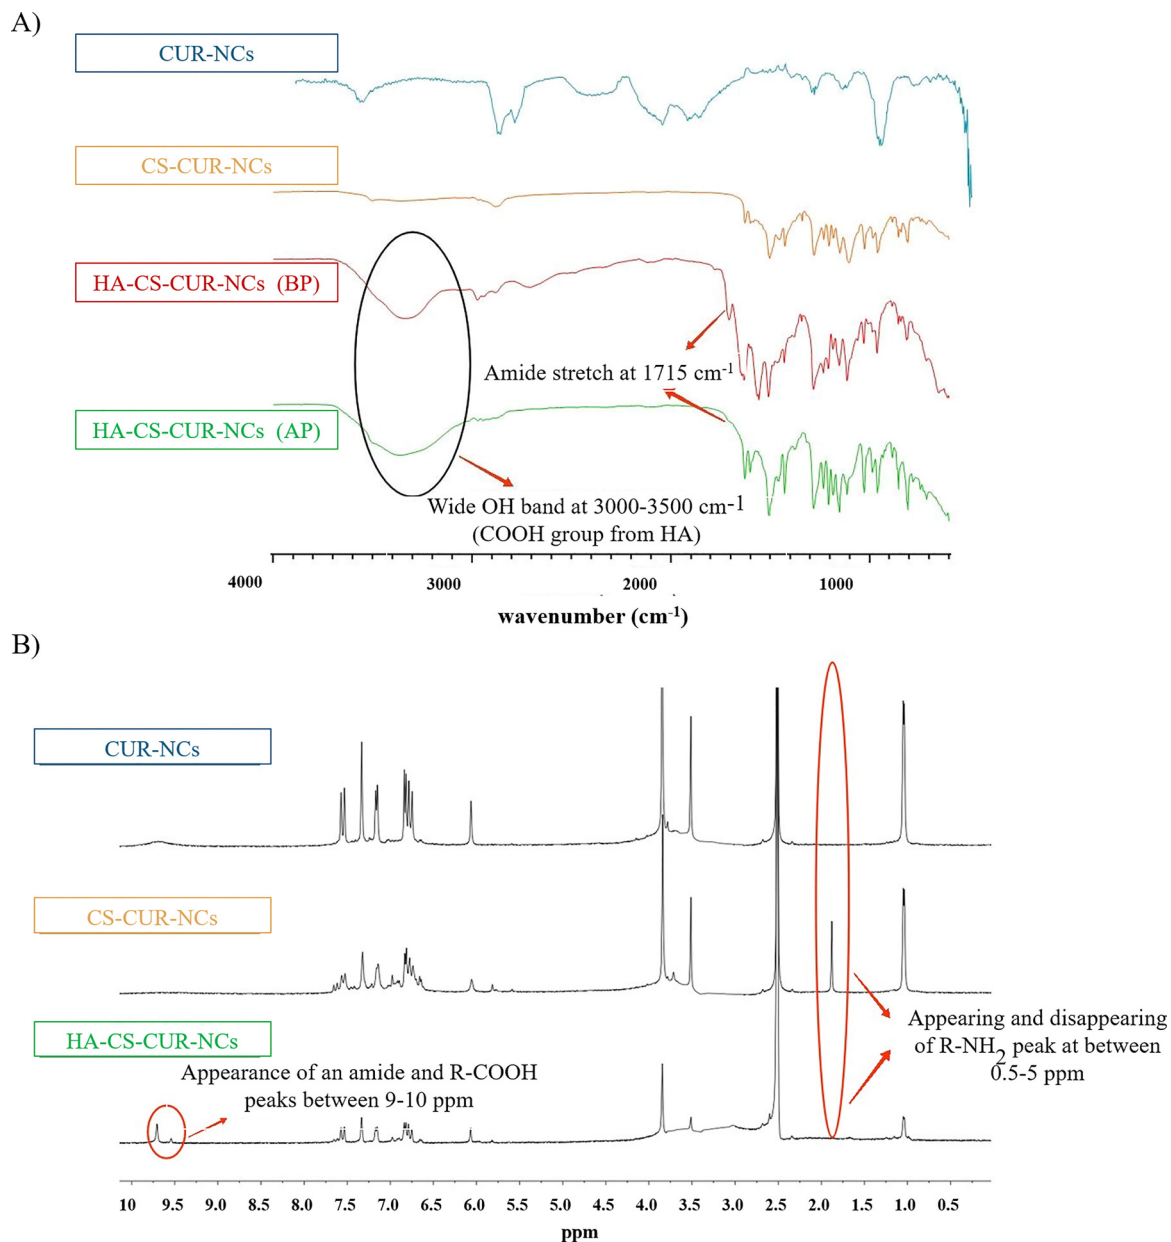 A)
CUR-NCs
CS-CUR-NCs
HA-CS-CUR-NCs (BP)
Amide stretch at 1715 cm-1
HA-CS-CUR-NCs (AP)
Wide OH band at 3000-3500 cm-1
(COOH group from HA)
4000 3000 2000 1000
wavenumber (cm-1)
B)
CUR-NCs
CS-CUR-NCs
HA-CS-CUR-NCs
Appearing and disappearing
of R-NH2 peak at between
0.5-5 ppm
Appearance of an amide and R-COOH
peaks between 9-10 ppm
10 9.5 9.0 8.5 8.0 7.5 7.0 6.5 6.0 5.5 5.0 4.5 4.0 3.5 3.0 2.5 2.0 1.5 1.0 0.5 0.0
ppm